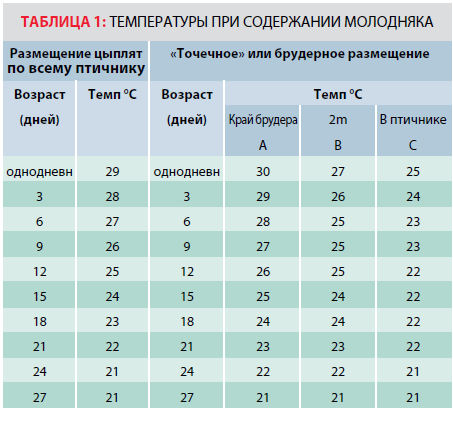 ТАБЛИЦА 1: ТЕМПЕРАТУРЫ ПРИ СОДЕРЖАНИИ МОЛОДНЯКА
Размещение цыплят по всему птичнику «Точечное» или брудерное размещение
Возраст (дней) Темп °C Возраст (дней) Темп °C
Край брудера A 2m B В птичнике C
однодневн 29 однодневн 30 27 25
3 28 3 29 26 24
6 27 6 28 25 23
9 26 9 27 25 23
12 25 12 26 25 22
15 24 15 25 24 22
18 23 18 24 24 22
21 22 21 23 23 22
24 21 24 22 22 21
27 21 27 21 21 21